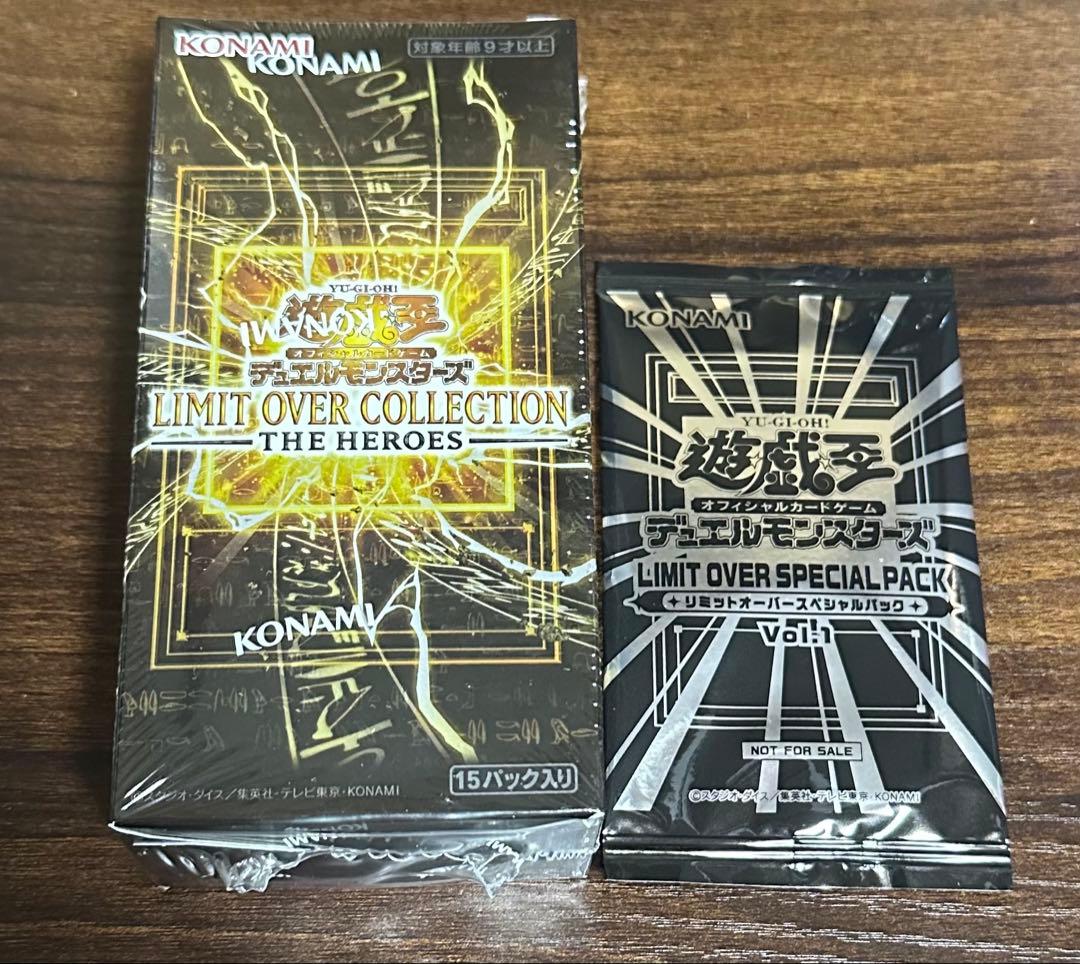 KONAMI
KONAMI
対象年齢9才以上
YU-GI-OH!
遊戯王
KONAMI
オフィシャルカードゲーム
デュエルモンスターズ
LIMIT OVER COLLECTION
THE HEROES
KONAMI
15パック入り
©スタジオ・ダイス/集英社・テレビ東京・KONAMI
KONAMI
KONAMI
YU-GI-OH!
遊戯王
オフィシャルカードゲーム
デュエルモンスターズ
LIMIT OVER SPECIAL PACK
リミットオーバースペシャルパック
Vol.1
NOT FOR SALE
©スタジオ・ダイス/集英社・テレビ東京・KONAMI